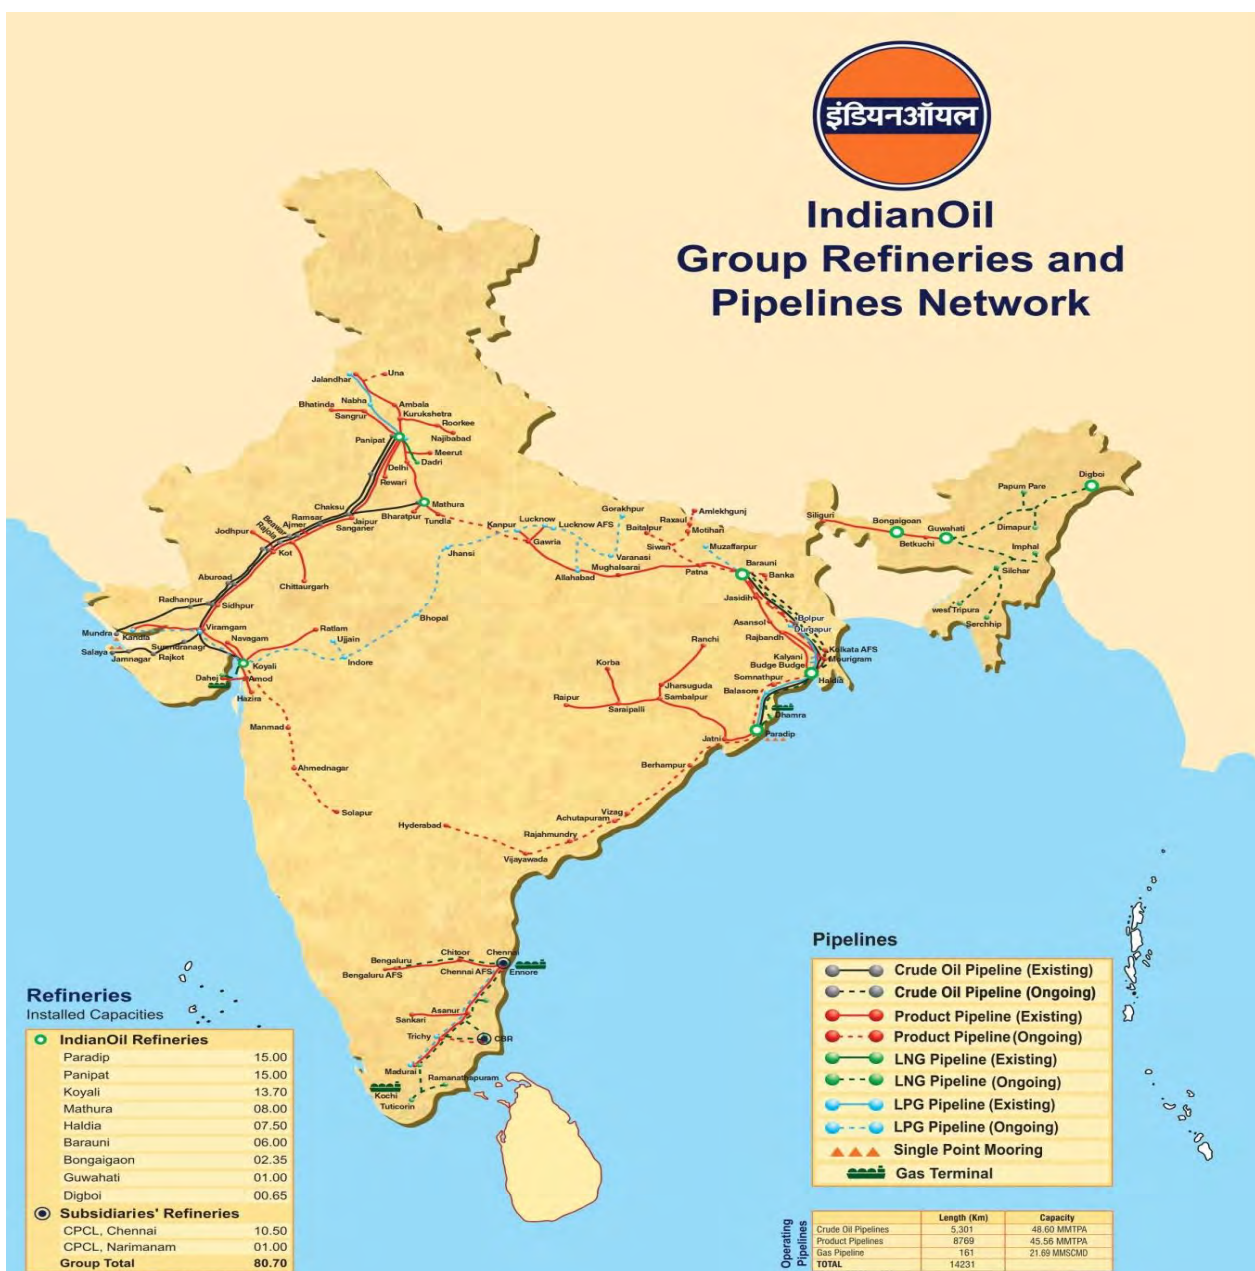 इंडियनऑयल
IndianOil
Group Refineries and
Pipelines Network
Jalandhar
Una
Nabha
Bhatinda
Ambala
Sangrur
Kurukshetra
Roorkee
Panipat
Najibabad
Meerut
Delhi
Dadri
Rewari
Chaksu
Mathura
Ramsar
Bharatpur
Tundla
Beawar
Ajmer
Jaipur
Sanganer
Jodhpur
Rajola
Kot
Chittaurgarh
Aburoad
Radhanpur
Sidhpur
Mundra
Kandla
Viramgam
Navagam
Ratlam
Ujjain
Salaya
Surendranagr
Jamnagar
Rajkot
Koyali
Indore
Bhopal
Jhansi
Dahej
Amod
Hazira
Manmad
Ahmednagar
Solapur
Kanpur
Lucknow
Lucknow AFS
Gorakhpur
Gawria
Baitalpur
Raxaul
Amlekhgunj
Motihari
Siwan
Varanasi
Muzaffarpur
Allahabad
Mughalsarai
Patna
Barauni
Banka
Jasidih
Asansol
Bolpur
Durgapur
Rajbandh
Kalyani
Kolkata AFS
Mourigram
Budge Budge
Haldia
Somnathpur
Balasore
Dhamra
Paradip
Ranchi
Korba
Jharsuguda
Raipur
Saraipalli
Sambalpur
Jatni
Berhampur
Vizag
Achutapuram
Hyderabad
Rajahmundry
Vijayawada
Siliguri
Bongaigoan
Betkuchi
Guwahati
Digboi
Papum Pare
Dimapur
Imphal
Silchar
west Tripura
Serchhip
Bengaluru
Chitoor
Chennai
Bengaluru AFS
Chennai AFS
Ennore
Asanur
Sankari
Trichy
CBR
Madurai
Ramanathapuram
Kochi
Tuticorin
Refineries
Installed Capacities
IndianOil Refineries
Paradip 15.00
Panipat 15.00
Koyali 13.70
Mathura 08.00
Haldia 07.50
Barauni 06.00
Bongaigaon 02.35
Guwahati 01.00
Digboi 00.65
Subsidiaries' Refineries
CPCL, Chennai 10.50
CPCL, Narimanam 01.00
Group Total 80.70
Pipelines
Crude Oil Pipeline (Existing)
Crude Oil Pipeline (Ongoing)
Product Pipeline (Existing)
Product Pipeline (Ongoing)
LNG Pipeline (Existing)
LNG Pipeline (Ongoing)
LPG Pipeline (Existing)
LPG Pipeline (Ongoing)
Single Point Mooring
Gas Terminal
Operating
Pipelines
Length (Km) Capacity
Crude Oil Pipelines 5,301 48.60 MMTPA
Product Pipelines 8769 45.56 MMTPA
Gas Pipeline 161 21.69 MMSCMD
TOTAL 14231